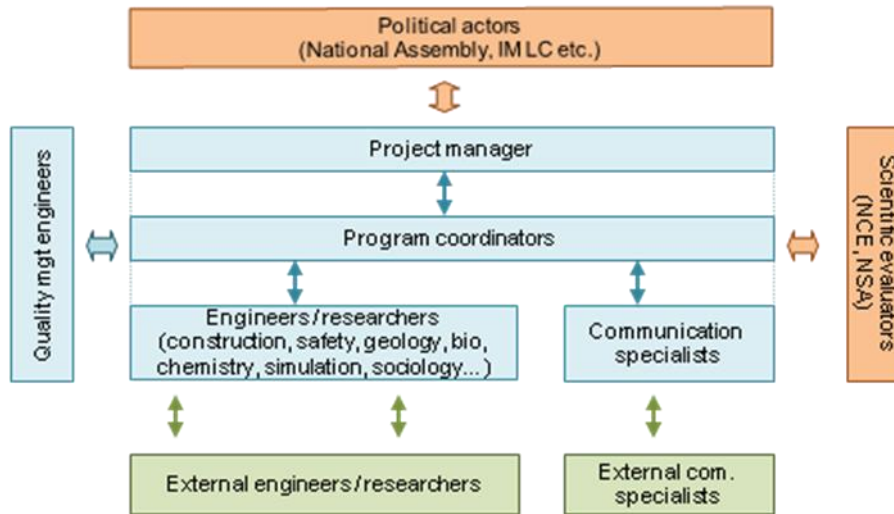 Political actors
(National Assembly, IMLC etc.)
Quality mgt engineers
Project manager
Program coordinators
Engineers/researchers
(construction, safety, geology, bio,
chemistry, simulation, sociology...)
Communication
specialists
External engineers/researchers
External com.
specialists
Scientific evaluators
(NCE, NSA)